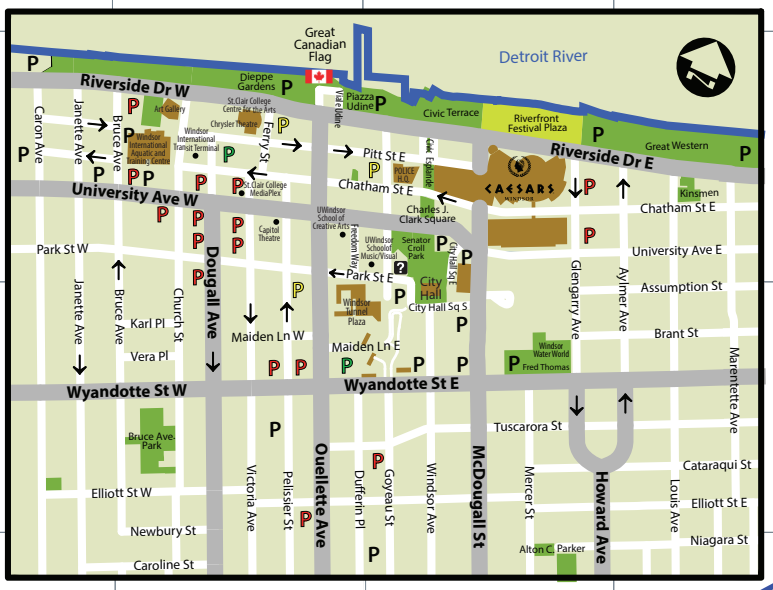 Great
Canadian
Flag
Detroit River
P
Riverside Dr W
Dieppe
Gardens
P
Via Udine
Piazza
Udine
P
Civic Terrace
Riverfront
Festival Plaza
P
Great Western
P
Riverside Dr E
Caron Ave
Janette Ave
Bruce Ave
P
P
Art Gallery
St.Clair College
Centre for the Arts
Chrysler Theatre
Ferry St
P
Windsor
International
Aquatic and
Training Centre
Windsor
International
Transit Terminal
P
P
Pitt St E
P
POLICE
H.Q.
Civic Esplanade
CAESARS
WINDSOR
P
P
P
P
P
P
St.Clair College
MediaPlex
Chatham St E
P
Kinsmen
Chatham St E
University Ave W
P
P
P
P
P
P
Capitol
Theatre
UWindsor
School of
Creative Arts
Freedom Way
UWindsor
School of
Music/Visual
Charles J.
Clark Square
Senator
Croll
Park
P
City Hall Sq E
P
P
University Ave E
Park St W
Dougall Ave
P
?
Park St E
City
Hall
Assumption St
Glengarry Ave
Aylmer Ave
Janette Ave
Bruce Ave
Church St
P
P
Windsor
Tunnel
Plaza
City Hall Sq S
P
Karl Pl
Vera Pl
Maiden Ln W
Maiden Ln E
Brant St
Windsor
Water World
P
Fred Thomas
Marentette Ave
P
P
P
P
P
Wyandotte St W
Wyandotte St E
Bruce Ave.
Park
P
Tuscarora St
Ouellette Ave
P
McDougall St
Cataraqui St
Victoria Ave
Pelissier St
Dufferin Pl
Goyeau St
Windsor Ave
Mercer St
Howard Ave
Louis Ave
Elliott St W
Elliott St E
P
Newbury St
Niagara St
Alton C. Parker
P
Caroline St